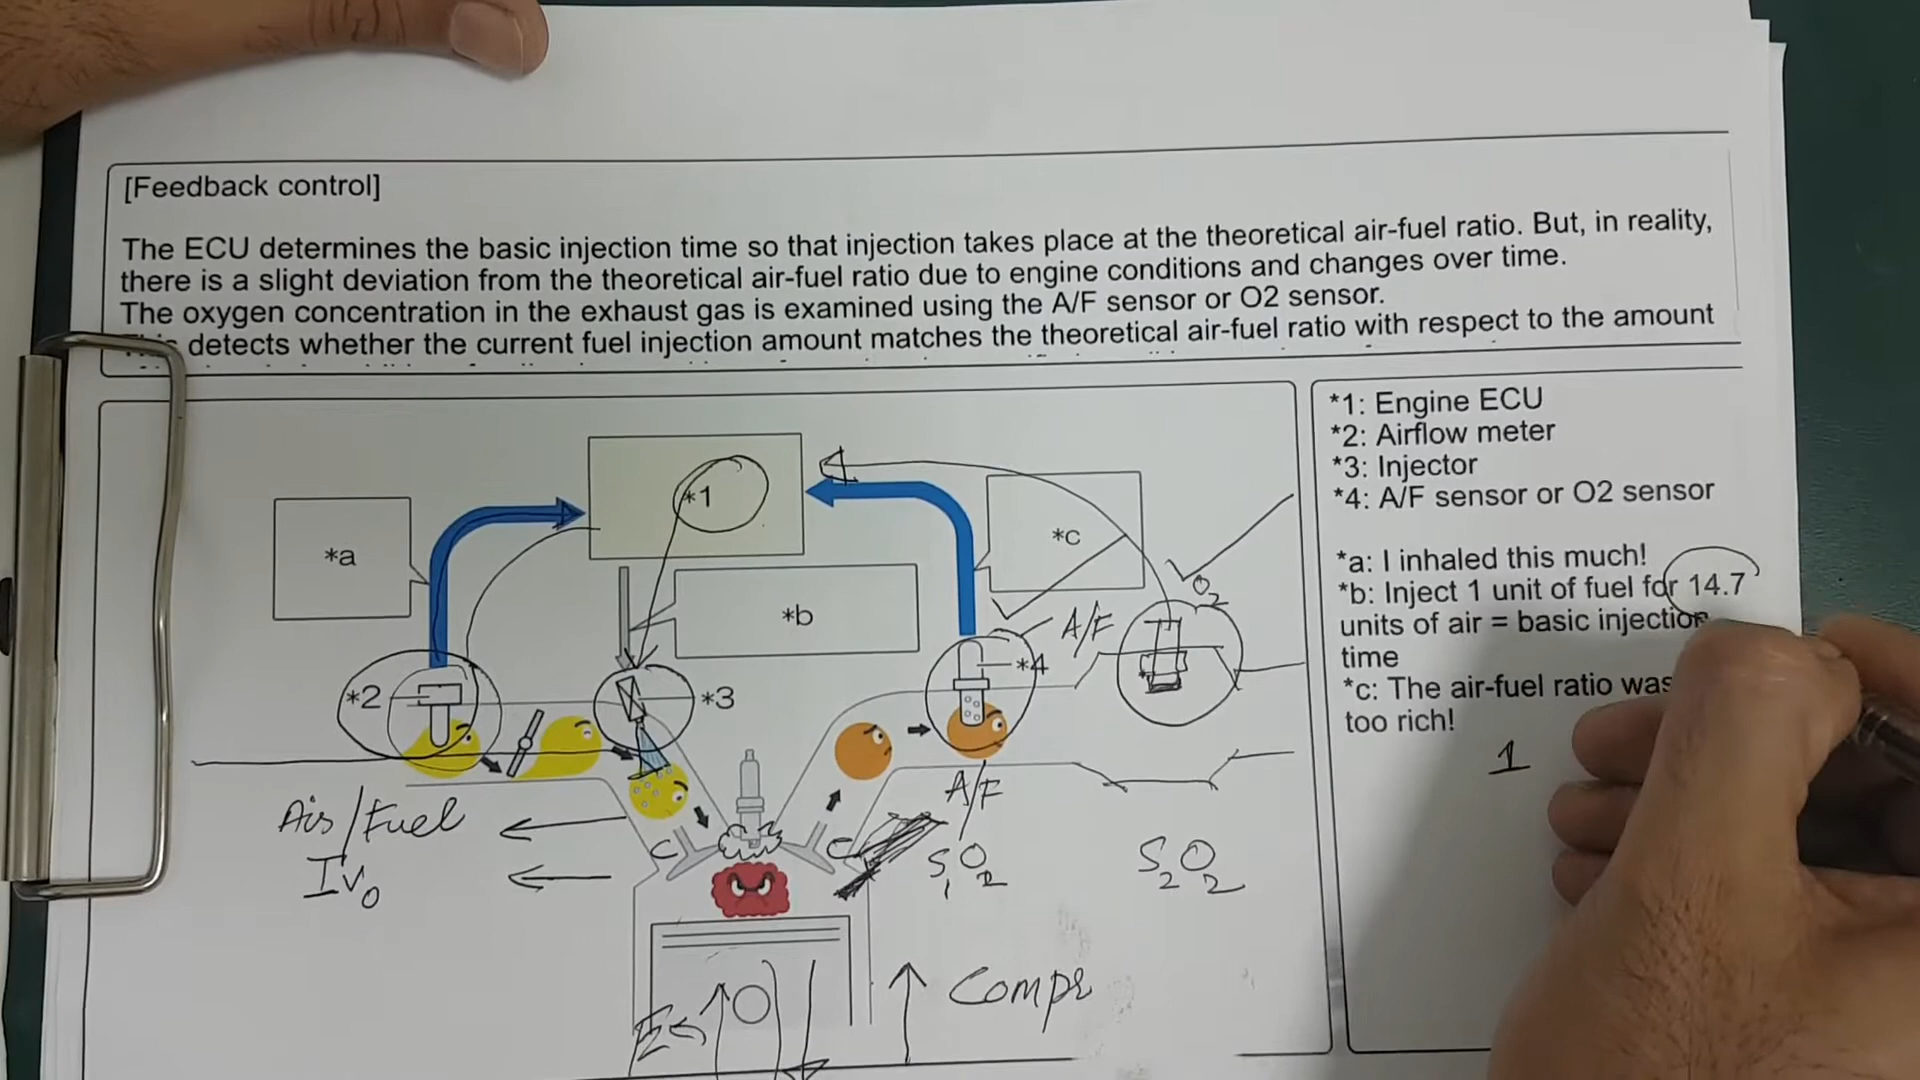 [Feedback control]
The ECU determines the basic injection time so that injection takes place at the theoretical air-fuel ratio. But, in reality,
there is a slight deviation from the theoretical air-fuel ratio due to engine conditions and changes over time.
The oxygen concentration in the exhaust gas is examined using the A/F sensor or O2 sensor.
detects whether the current fuel injection amount matches the theoretical air-fuel ratio with respect to the amount
*1
*a
*c
*b
*2
*3
*4
A/F
O2
A/F
Air/Fuel
IVO
C
C
S1O2
S2O2
Compr
*1: Engine ECU
*2: Airflow meter
*3: Injector
*4: A/F sensor or O2 sensor
*a: I inhaled this much!
*b: Inject 1 unit of fuel for 14.7
units of air = basic injection
time
*c: The air-fuel ratio was
too rich!
1